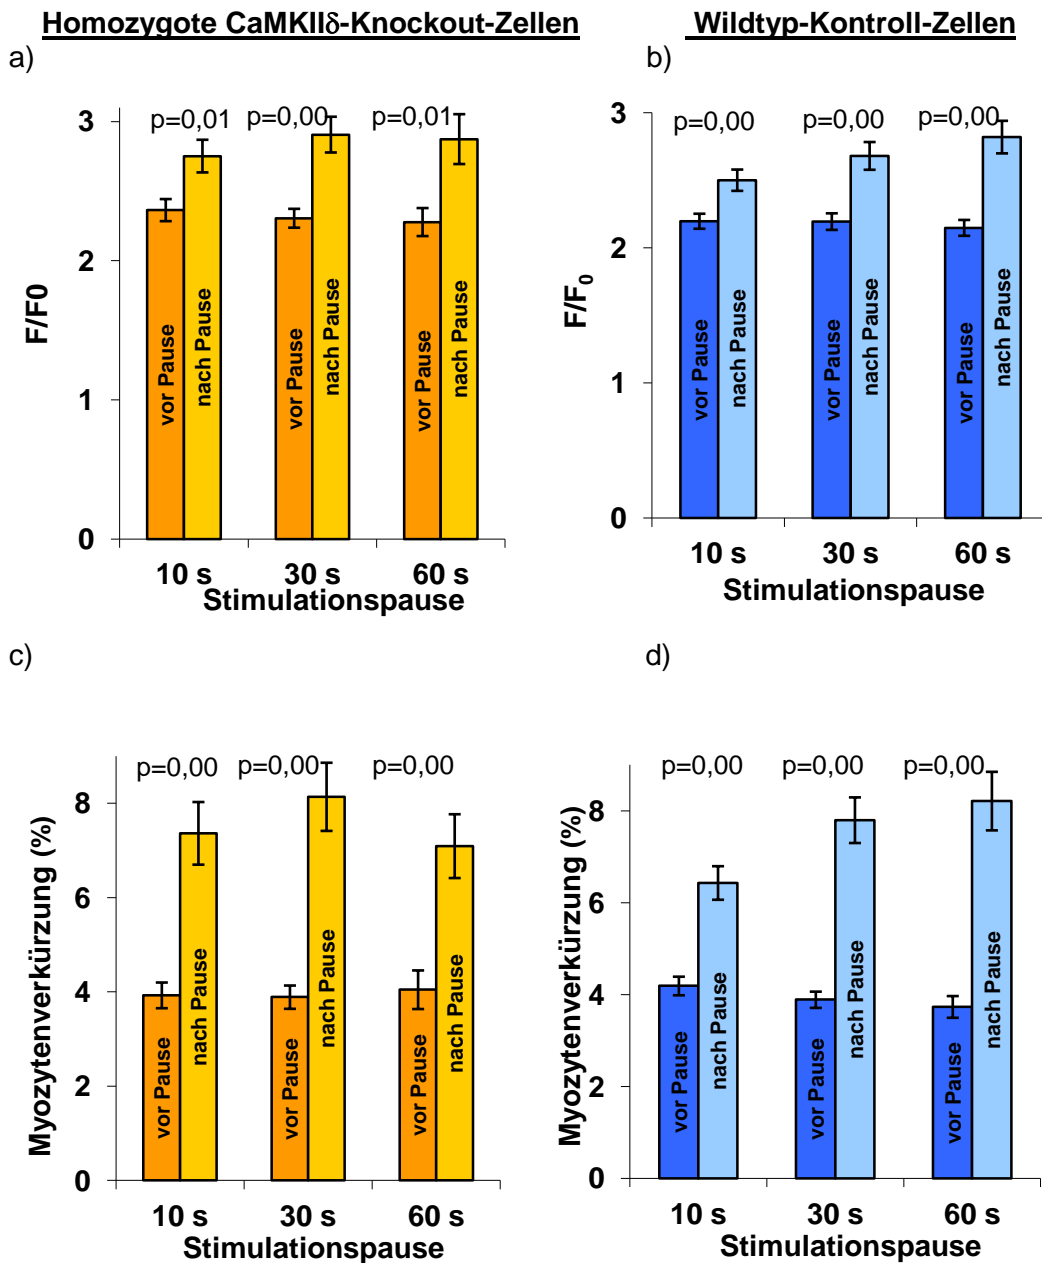 Homozygote CaMKIIδ-Knockout-Zellen
Wildtyp-Kontroll-Zellen
a)
p=0,01 p=0,00 p=0,01
3
2
1
0
F/F0
vor Pause
nach Pause
vor Pause
nach Pause
vor Pause
nach Pause
10 s 30 s 60 s
Stimulationspause
b)
p=0,00 p=0,00 p=0,00
3
2
1
0
F/F₀
vor Pause
nach Pause
vor Pause
nach Pause
vor Pause
nach Pause
10 s 30 s 60 s
Stimulationspause
c)
p=0,00 p=0,00 p=0,00
8
6
4
2
0
Myozytenverkürzung (%)
vor Pause
nach Pause
vor Pause
nach Pause
vor Pause
nach Pause
10 s 30 s 60 s
Stimulationspause
d)
p=0,00 p=0,00 p=0,00
8
6
4
2
0
Myozytenverkürzung (%)
vor Pause
nach Pause
vor Pause
nach Pause
vor Pause
nach Pause
10 s 30 s 60 s
Stimulationspause